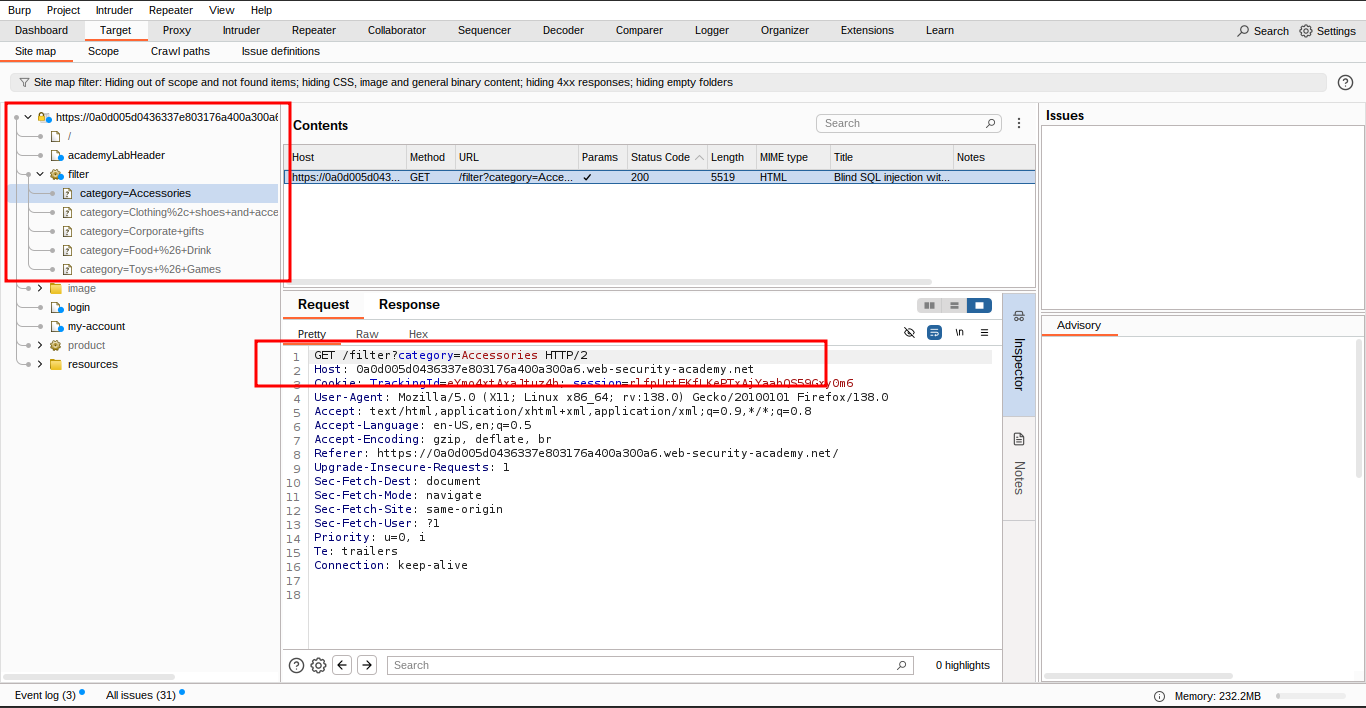 Burp Project Intruder Repeater View Help
Dashboard Target Proxy Intruder Repeater Collaborator Sequencer Decoder Comparer Logger Organizer Extensions Learn Search Settings
Site map Scope Crawl paths Issue definitions
Site map filter: Hiding out of scope and not found items; hiding CSS, image and general binary content; hiding 4xx responses; hiding empty folders
https://0a0d005d0436337e803176a400a300a6
/
academyLabHeader
filter
category=Accessories
category=Clothing%2c+shoes+and+acce
category=Corporate+gifts
category=Food+%26+Drink
category=Toys+%26+Games
image
login
my-account
product
resources
Contents
Search
Host Method URL Params Status Code Length MIME type Title Notes
https://0a0d005d043... GET /filter?category=Acce... ✓ 200 5519 HTML Blind SQL injection wit...
Request Response
Pretty Raw Hex
\n
1 GET /filter?category=Accessories HTTP/2
2 Host: 0a0d005d0436337e803176a400a300a6.web-security-academy.net
3 Cookie: TrackingId=
4 User-Agent: Mozilla/5.0 (X11; Linux x86_64; rv:138.0) Gecko/20100101 Firefox/138.0
5 Accept: text/html,application/xhtml+xml,application/xml;q=0.9,*/*;q=0.8
6 Accept-Language: en-US,en;q=0.5
7 Accept-Encoding: gzip, deflate, br
8 Referer: https://0a0d005d0436337e803176a400a300a6.web-security-academy.net/
9 Upgrade-Insecure-Requests: 1
10 Sec-Fetch-Dest: document
11 Sec-Fetch-Mode: navigate
12 Sec-Fetch-Site: same-origin
13 Sec-Fetch-User: ?1
14 Priority: u=0, i
15 Te: trailers
16 Connection: keep-alive
17
18
Search
0 highlights
Inspector
Notes
Issues
Advisory
Event log (3) All issues (31) Memory: 232.2MB